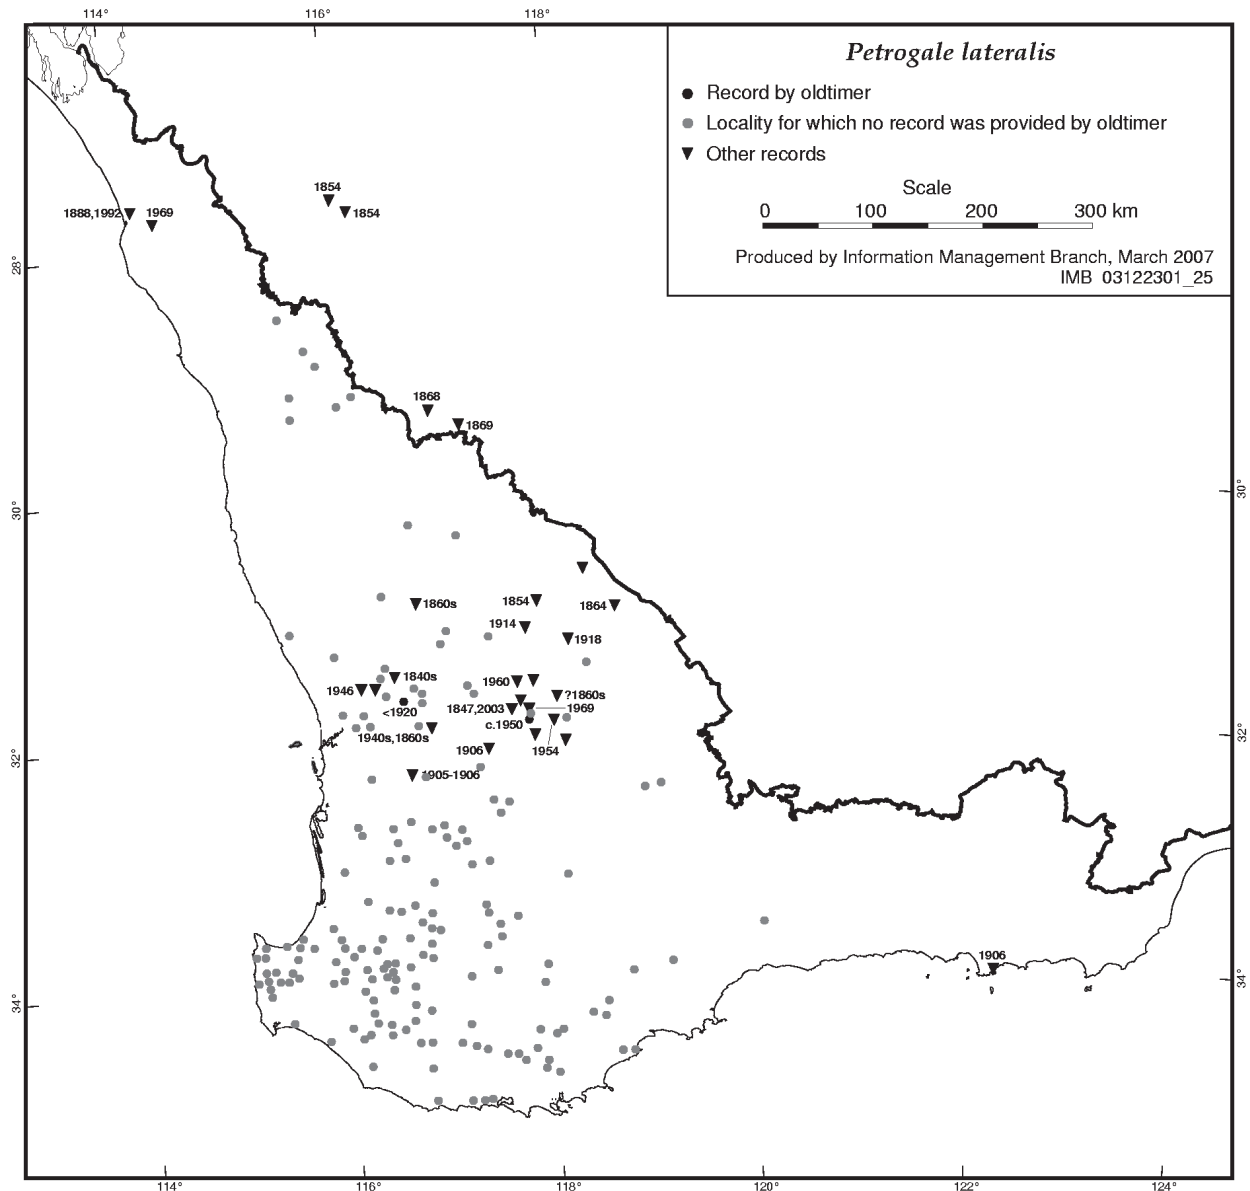 114° 116° 118°
Petrogale lateralis
Record by oldtimer
Locality for which no record was provided by oldtimer
Other records
Scale
0 100 200 300 km
Produced by Information Management Branch, March 2007
IMB 03122301_25
1854
1888,1992 1969 1854
28°
1868
1869
30° 30°
1860s 1854 1864
1914 1918
1840s
1946 1960 ?1860s
<1920 1847,2003 1969
c.1950
1940s,1860s 1906 1954
32° 32°
1905-1906
1906
34° 34°
114° 116° 118° 120° 122° 124°